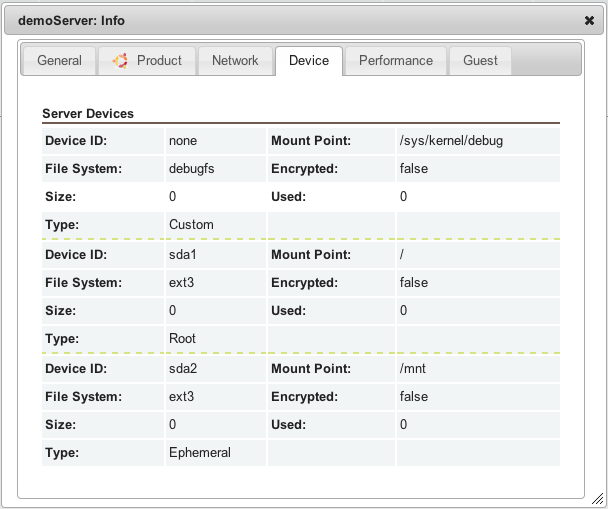 demoServer: Info
General Product Network Device Performance Guest
Server Devices
Device ID: none Mount Point: /sys/kernel/debug
File System: debugfs Encrypted: false
Size: 0 Used: 0
Type: Custom
Device ID: sda1 Mount Point: /
File System: ext3 Encrypted: false
Size: 0 Used: 0
Type: Root
Device ID: sda2 Mount Point: /mnt
File System: ext3 Encrypted: false
Size: 0 Used: 0
Type: Ephemeral